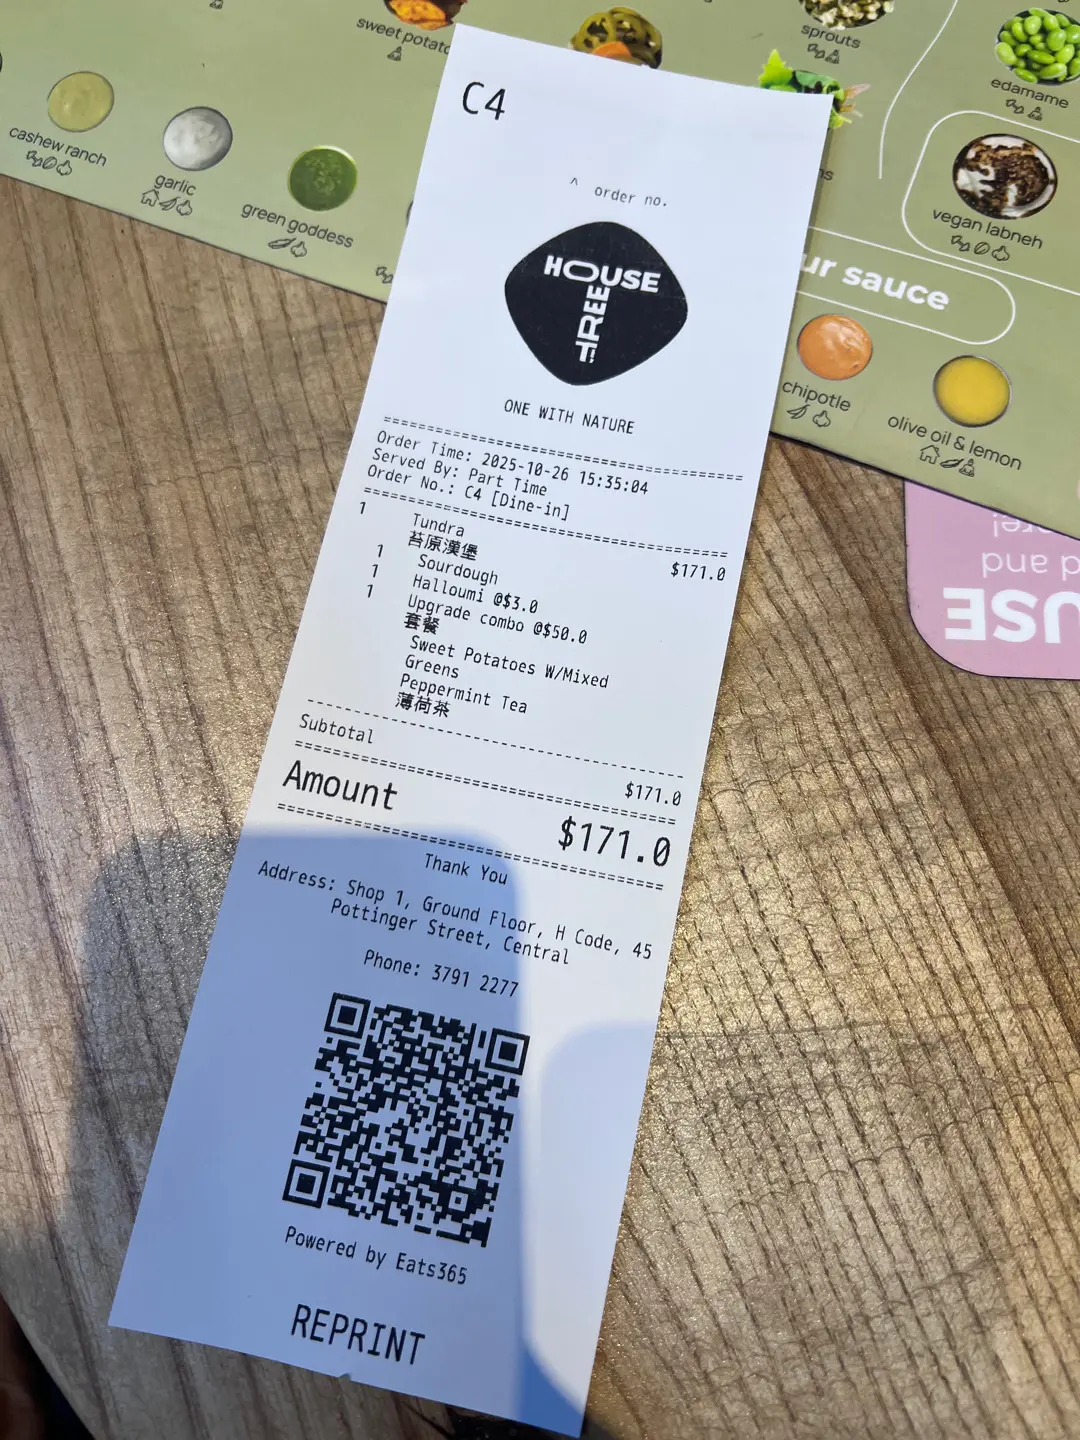 sweet potato
sprouts
edamame
cashew ranch
garlic
green goddess
vegan labneh
ur sauce
chipotle
olive oil & lemon
d and
USE
C4
^ order no.
HOUSE
TREE
ONE WITH NATURE
Order Time: 2025-10-26 15:35:04
Served By: Part Time
Order No.: C4 [Dine-in]
1 Tundra
苔原漢堡 $171.0
1 Sourdough
1 Halloumi @$3.0
1 Upgrade combo @$50.0
套餐
Sweet Potatoes W/Mixed
Greens
Peppermint Tea
薄荷茶
Subtotal $171.0
Amount $171.0
Thank You
Address: Shop 1, Ground Floor, H Code, 45
Pottinger Street, Central
Phone: 3791 2277
Powered by Eats365
REPRINT